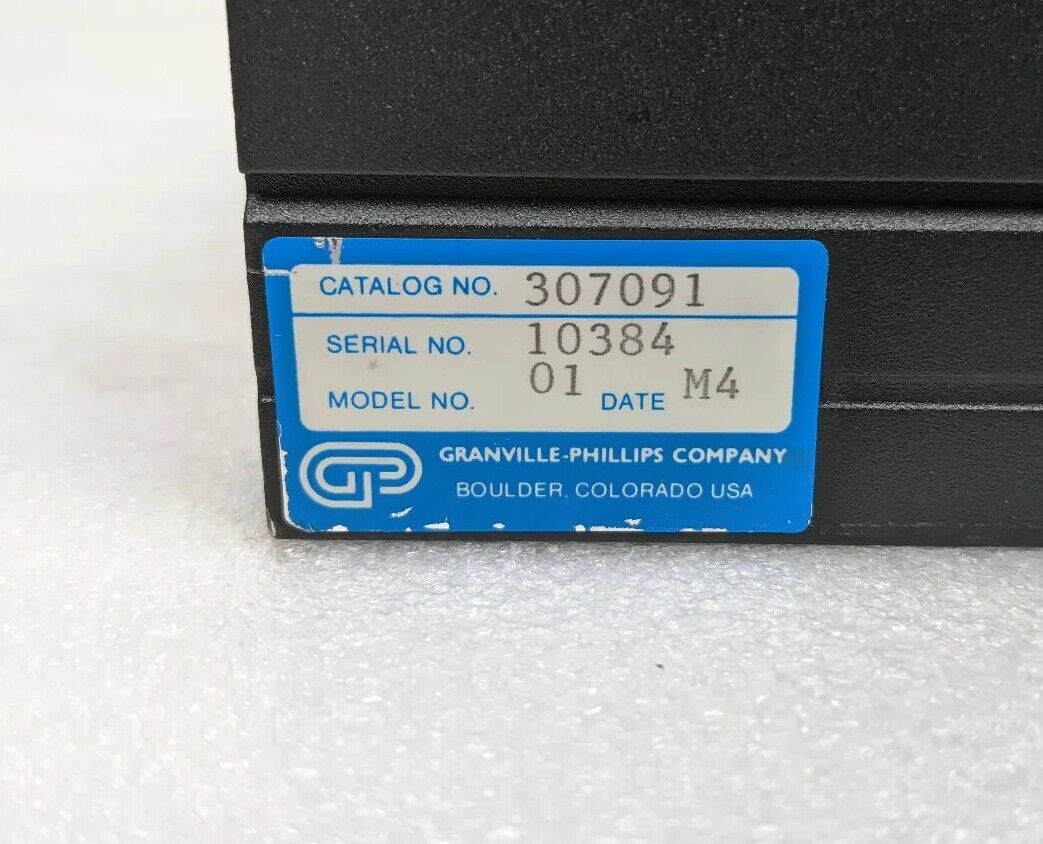 CATALOG NO. 307091
SERIAL NO. 10384
MODEL NO. 01 DATE M4
GP GRANVILLE-PHILLIPS COMPANY
BOULDER, COLORADO USA